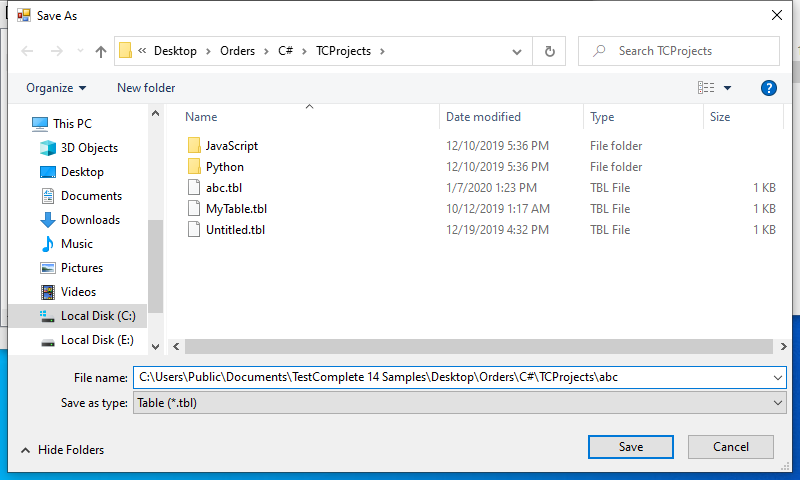 Save As
« Desktop > Orders > C# > TCProjects >
Search TCProjects
Organize
New folder
?
This PC
3D Objects
Desktop
Documents
Downloads
Music
Pictures
Videos
Local Disk (C:)
Local Disk (E:)
Name Date modified Type Size
JavaScript 12/10/2019 5:36 PM File folder
Python 12/10/2019 5:36 PM File folder
abc.tbl 1/7/2020 1:23 PM TBL File 1 KB
MyTable.tbl 10/12/2019 1:17 AM TBL File 1 KB
Untitled.tbl 12/19/2019 4:32 PM TBL File 1 KB
File name: C:\Users\Public\Documents\TestComplete 14 Samples\Desktop\Orders\C#\TCProjects\abc
Save as type: Table (*.tbl)
Hide Folders
Save
Cancel